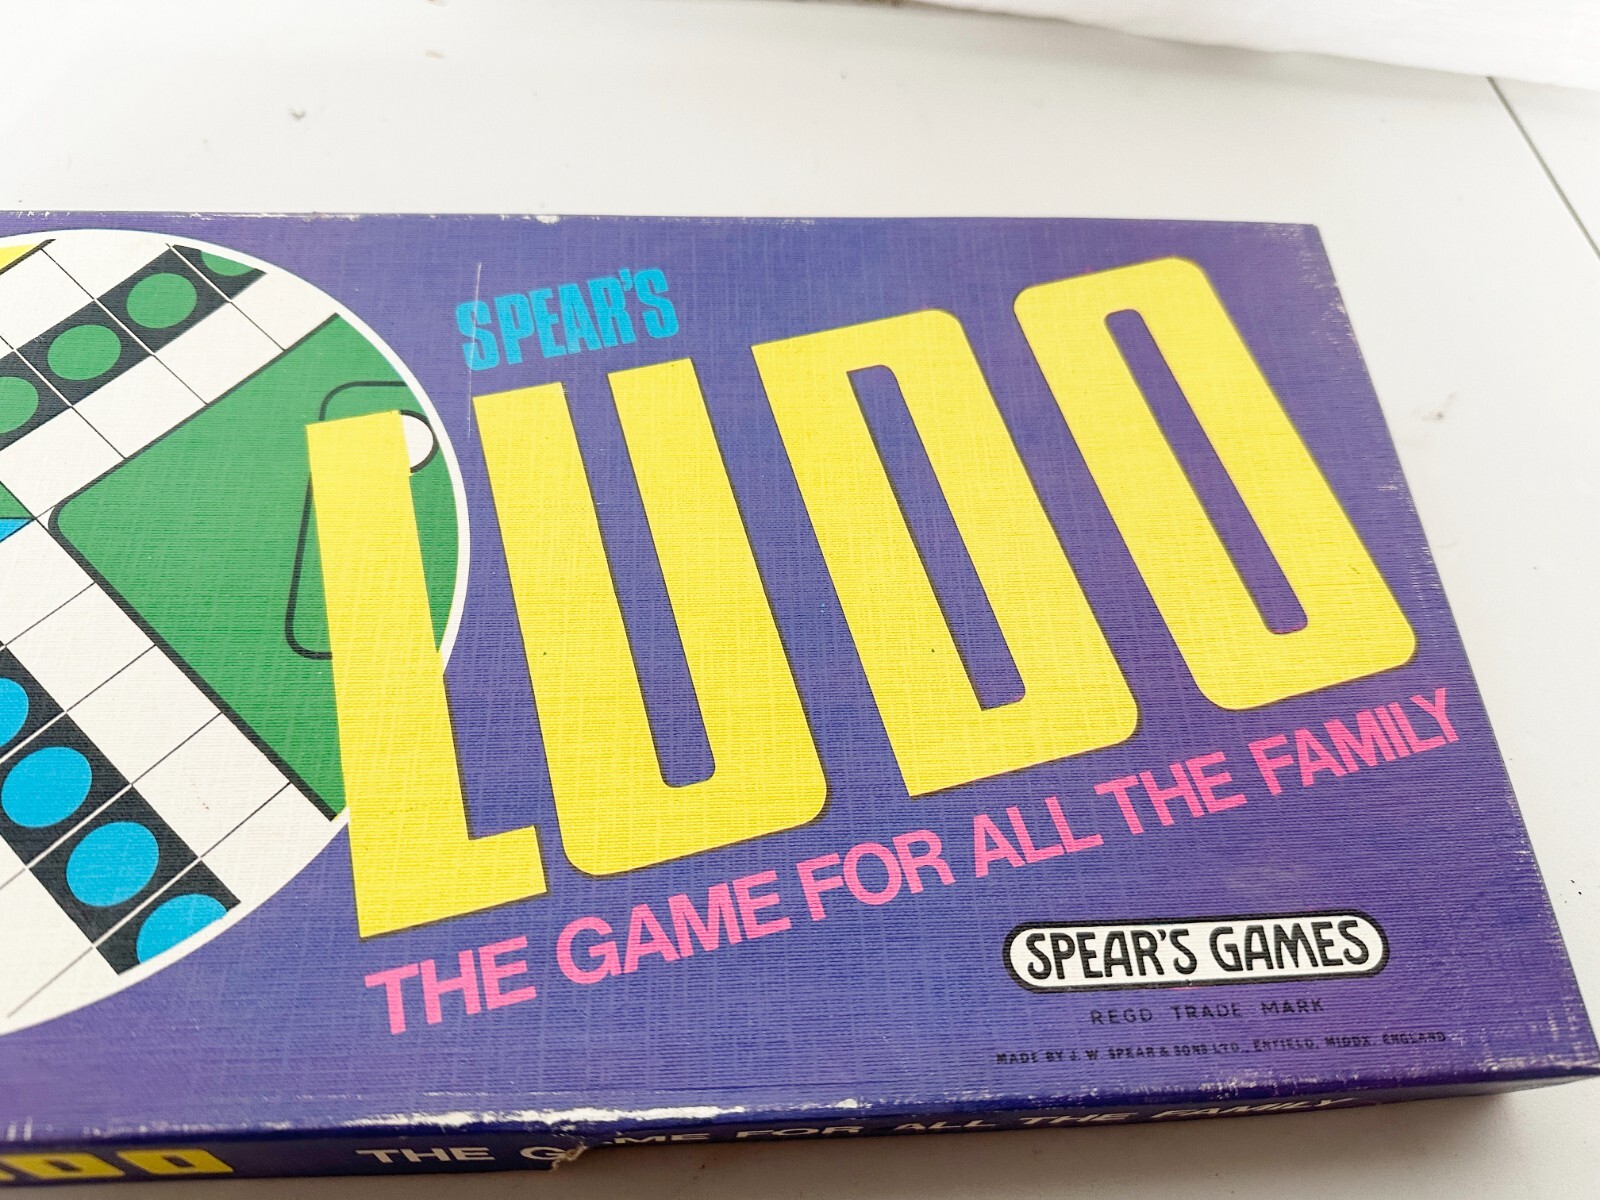 SPEAR'S
LUDO
THE GAME FOR ALL THE FAMILY
SPEAR'S GAMES
REGD TRADE MARK
MADE BY J. W. SPEAR & SONS LTD., ENFIELD, MIDDX. ENGLAND
UDO THE GAME FOR ALL THE FAMILY